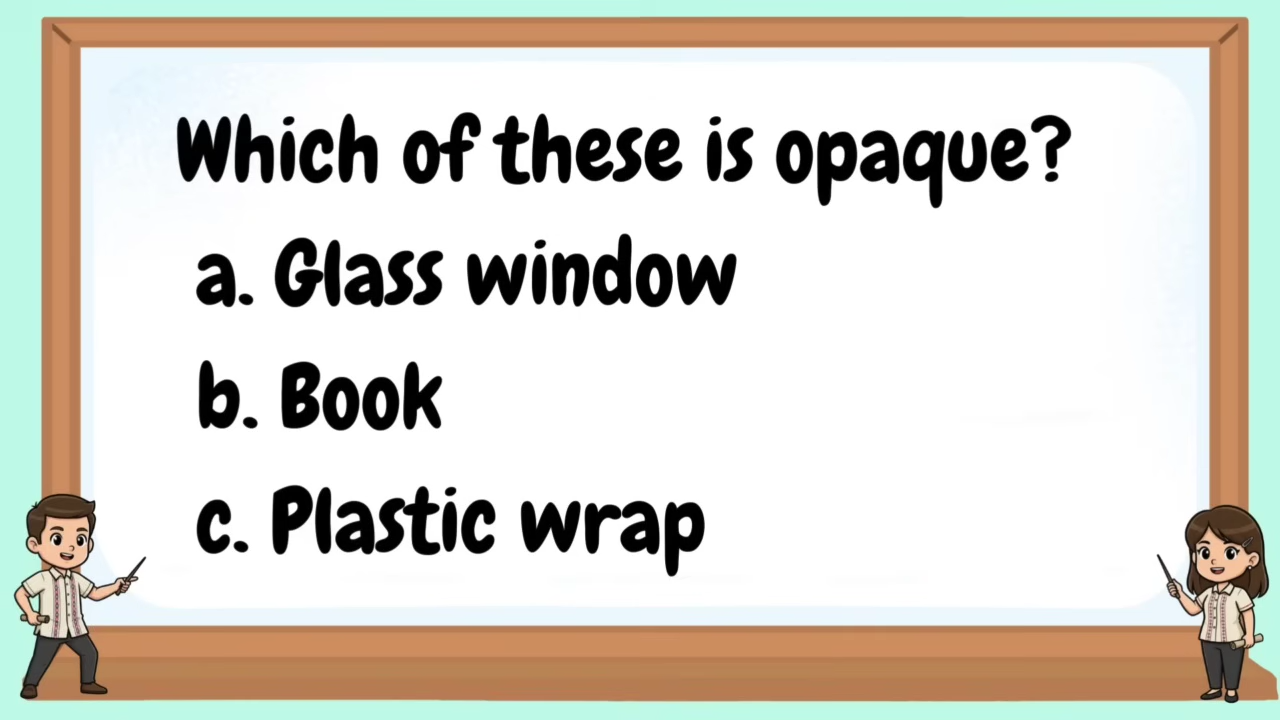 Which of these is opaque?
a. Glass window
b. Book
c. Plastic wrap